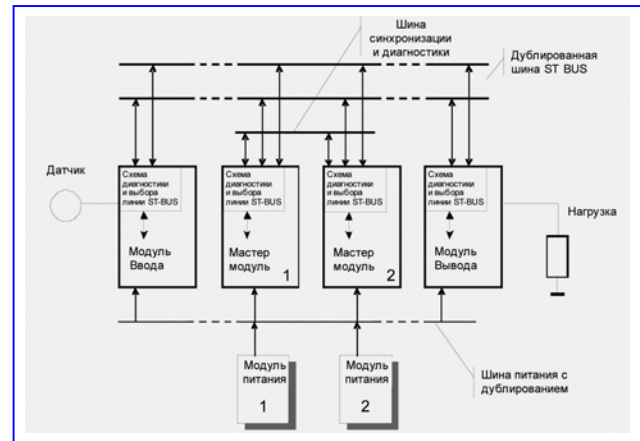 Шина
синхронизации
и диагностики
Дублированная
шина ST BUS
Датчик
Схема
диагностики
и выбора
линии ST-BUS
Модуль
Ввода
Схема
диагностики
и выбора
линии ST-BUS
Мастер
модуль
1
Схема
диагностики
и выбора
линии ST-BUS
Мастер
модуль
2
Схема
диагностики
и выбора
линии ST-BUS
Модуль
Вывода
Нагрузка
Модуль
питания
1
Модуль
питания
2
Шина питания с
дублированием